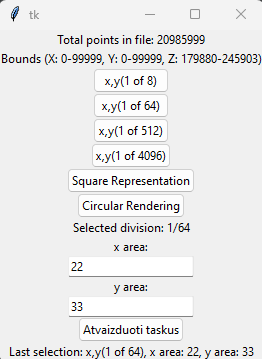 tk
Total points in file: 20985999
Bounds (X: 0-99999, Y: 0-99999, Z: 179880-245903)
x,y(1 of 8)
x,y(1 of 64)
x,y(1 of 512)
x,y(1 of 4096)
Square Representation
Circular Rendering
Selected division: 1/64
x area:
22
y area:
33
Atvaizduoti taskus
Last selection: x,y(1 of 64), x area: 22, y area: 33